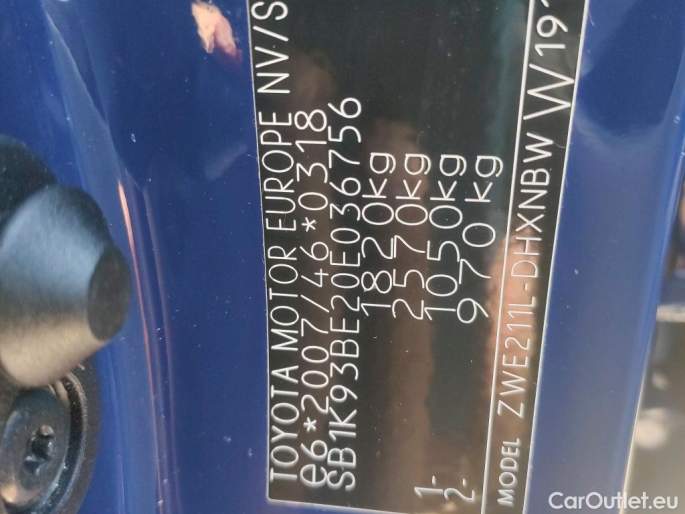 TOYOTA MOTOR EUROPE NV/S
e6*2007/46*0318
SB1K93BE20E036756
1820kg
2570kg
1- 1050kg
2- 970kg
MODEL ZWE211L-DHXNBW W191
CarOutlet.eu